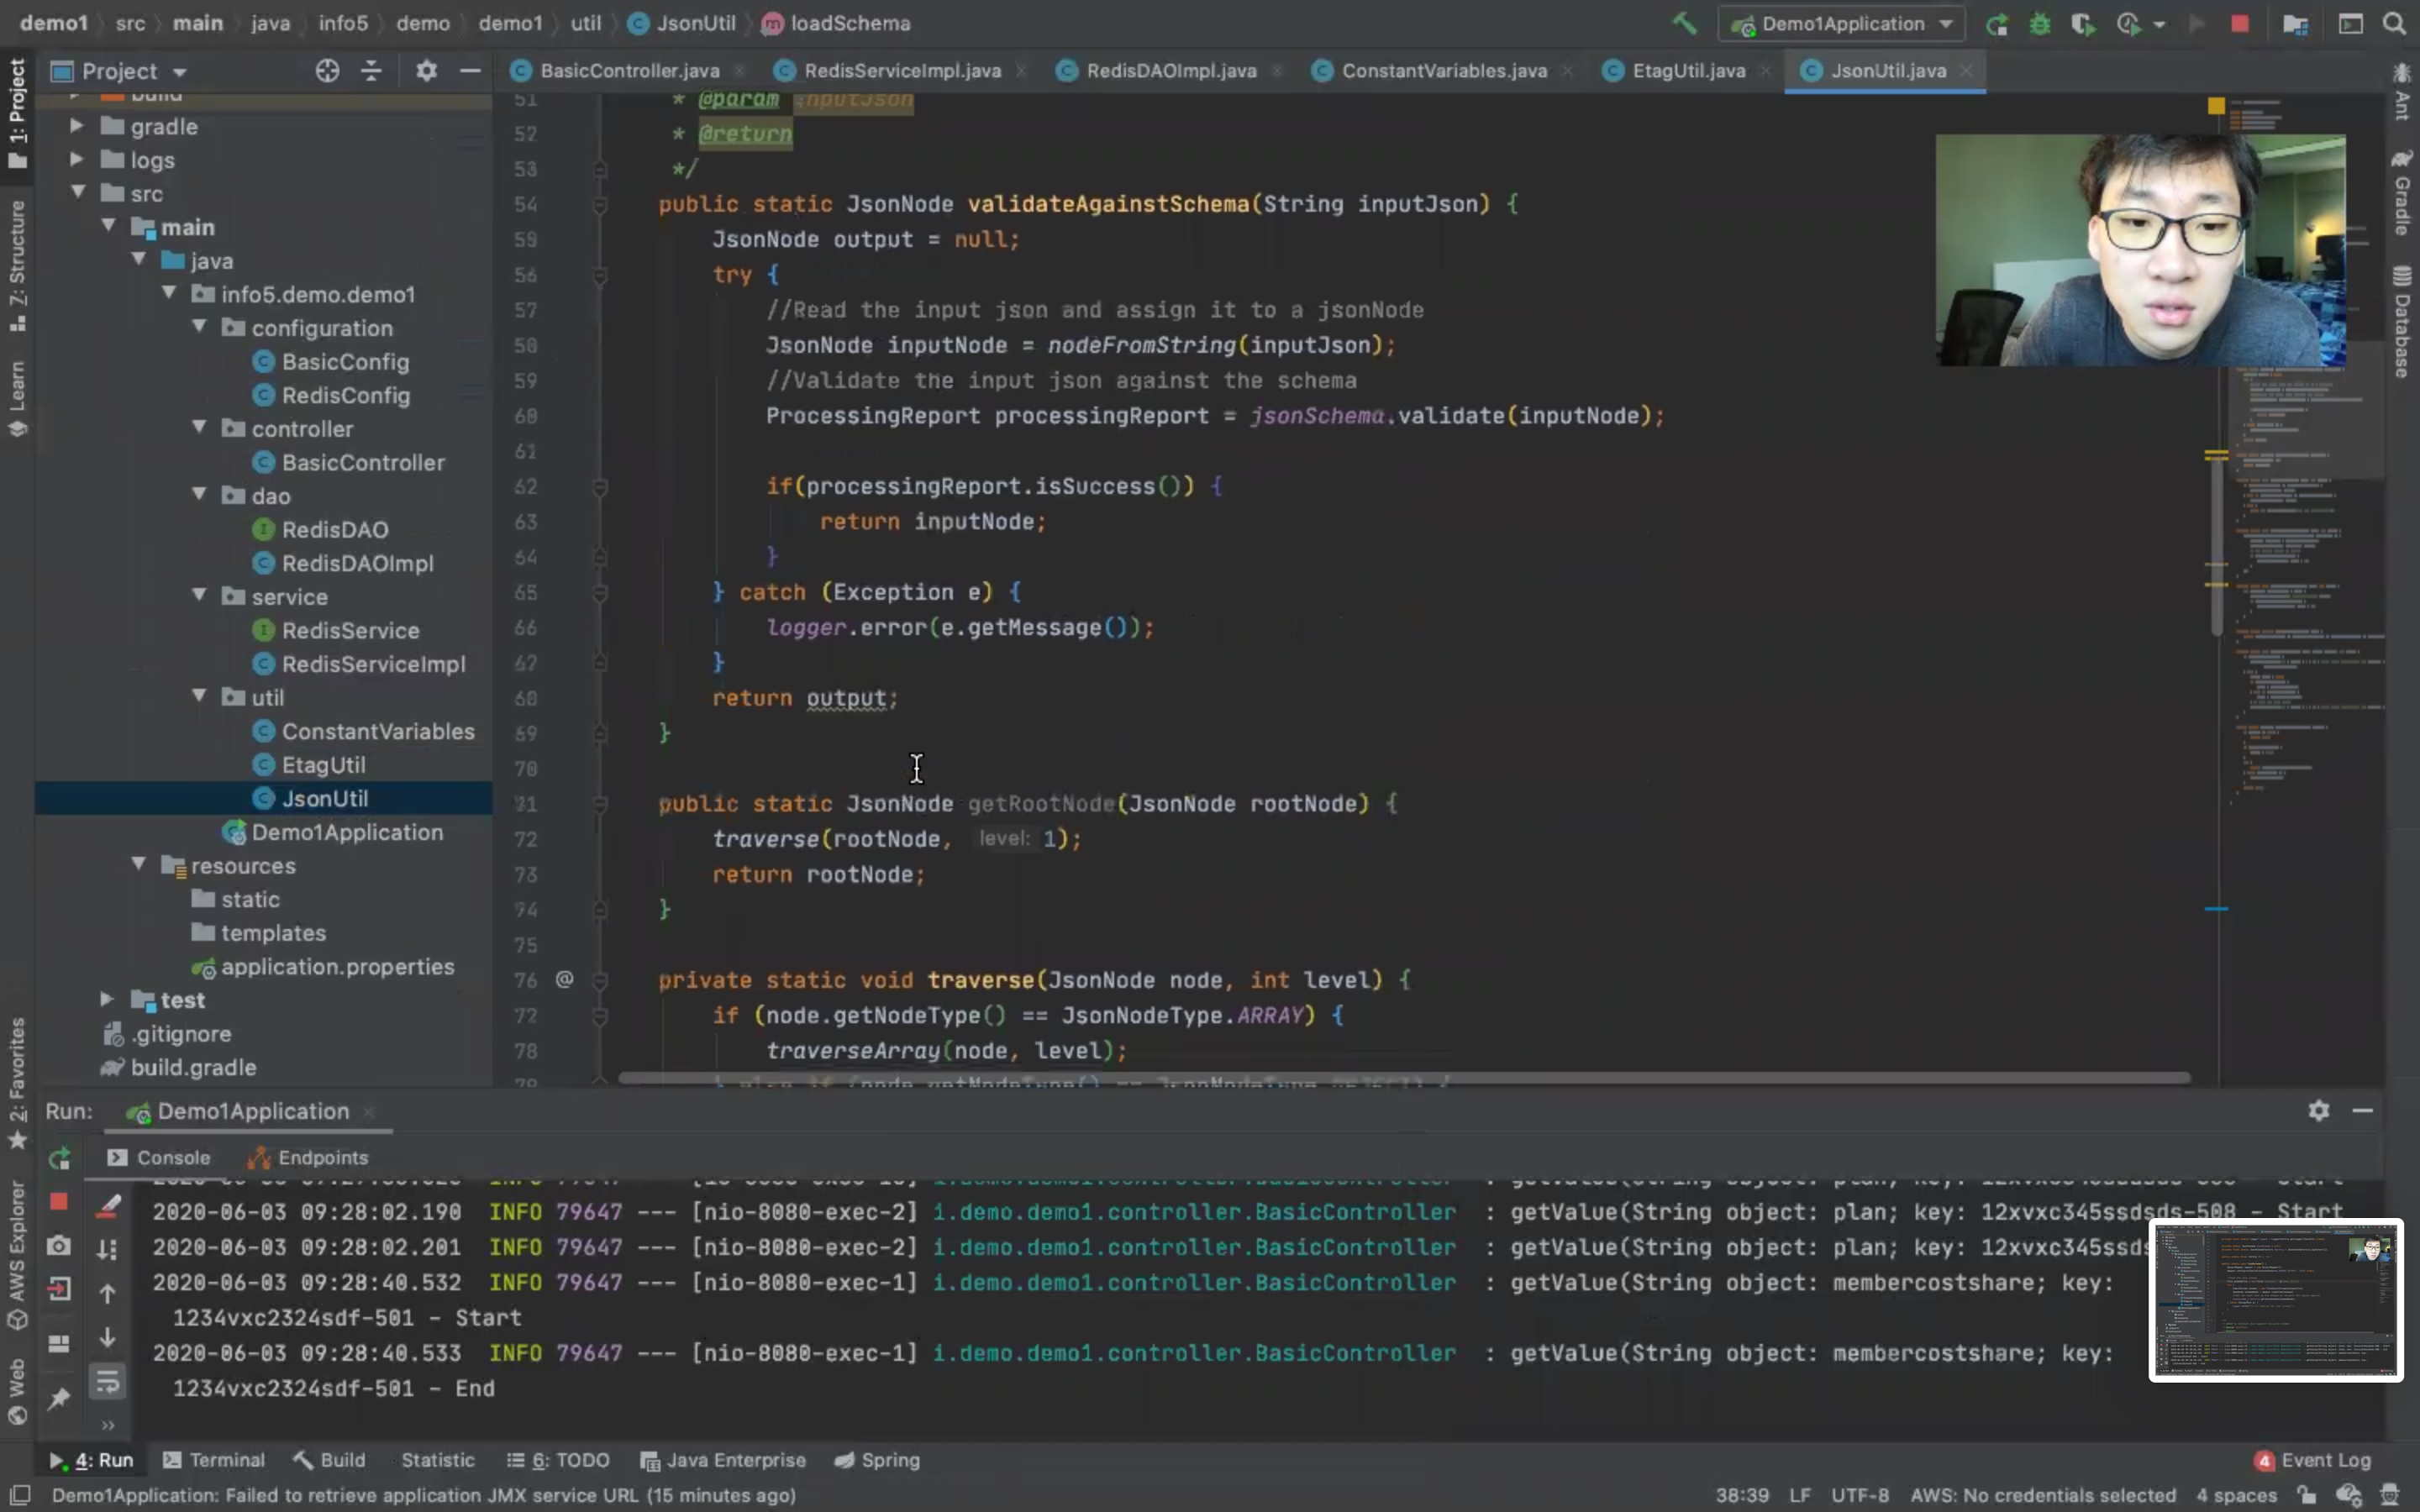 demo1 › src › main › java › info5 › demo › demo1 › util › JsonUtil › loadSchema
Demo1Application
Project
BasicController.java
RedisServiceImpl.java
RedisDAOImpl.java
ConstantVariables.java
EtagUtil.java
JsonUtil.java
1: Project
Z: Structure
Learn
2: Favorites
AWS Explorer
Web
Ant
Gradle
Database
build
gradle
logs
src
main
java
info5.demo.demo1
configuration
BasicConfig
RedisConfig
controller
BasicController
dao
RedisDAO
RedisDAOImpl
service
RedisService
RedisServiceImpl
util
ConstantVariables
EtagUtil
JsonUtil
Demo1Application
resources
static
templates
application.properties
test
.gitignore
build.gradle
51 * @param inputJson
52 * @return
53 */
54 public static JsonNode validateAgainstSchema(String inputJson) {
JsonNode output = null;
56 try {
57 //Read the input json and assign it to a jsonNode
JsonNode inputNode = nodeFromString(inputJson);
59 //Validate the input json against the schema
ProcessingReport processingReport = jsonSchema.validate(inputNode);
61
62 if(processingReport.isSuccess()) {
63 return inputNode;
64 }
65 } catch (Exception e) {
66 logger.error(e.getMessage());
67 }
return output;
69 }
70
public static JsonNode getRootNode(JsonNode rootNode) {
72 traverse(rootNode, level: 1);
73 return rootNode;
}
75
76 @ private static void traverse(JsonNode node, int level) {
if (node.getNodeType() == JsonNodeType.ARRAY) {
78 traverseArray(node, level);
79 } else if (node.getNodeType() == JsonNodeType.OBJECT) {
Run: Demo1Application
Console Endpoints
2020-06-03 09:28:02.190 INFO 79647 --- [nio-8080-exec-2] i.demo.demo1.controller.BasicController : getValue(String object: plan; key: 12xvxc345ssdsds-508 - Start
2020-06-03 09:28:02.201 INFO 79647 --- [nio-8080-exec-2] i.demo.demo1.controller.BasicController : getValue(String object: plan; key: 12xvxc345ssds
2020-06-03 09:28:40.532 INFO 79647 --- [nio-8080-exec-1] i.demo.demo1.controller.BasicController : getValue(String object: membercostshare; key:
1234vxc2324sdf-501 - Start
2020-06-03 09:28:40.533 INFO 79647 --- [nio-8080-exec-1] i.demo.demo1.controller.BasicController : getValue(String object: membercostshare; key:
1234vxc2324sdf-501 - End
4: Run Terminal Build Statistic 6: TODO Java Enterprise Spring 4 Event Log
Demo1Application: Failed to retrieve application JMX service URL (15 minutes ago) 38:39 LF UTF-8 AWS: No credentials selected 4 spaces